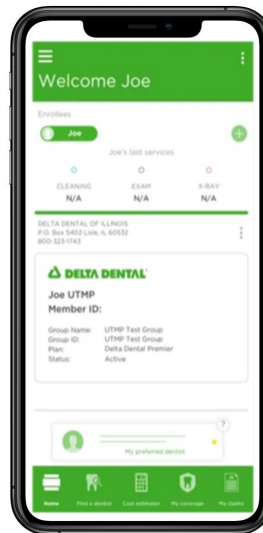 Welcome Joe
Enrollees
Joe
Joe's last services
CLEANING EXAM X-RAY
N/A N/A N/A
DELTA DENTAL OF ILLINOIS
P.O. Box 5402 Lisle, IL 60532
800-323-1743
DELTA DENTAL
Joe UTMP
Member ID:
Group Name: UTMP Test Group
Group ID: UTMP Test Group
Plan: Delta Dental Premier
Status: Active
?
My preferred dentist
Home Find a dentist Cost estimator My coverage My claims